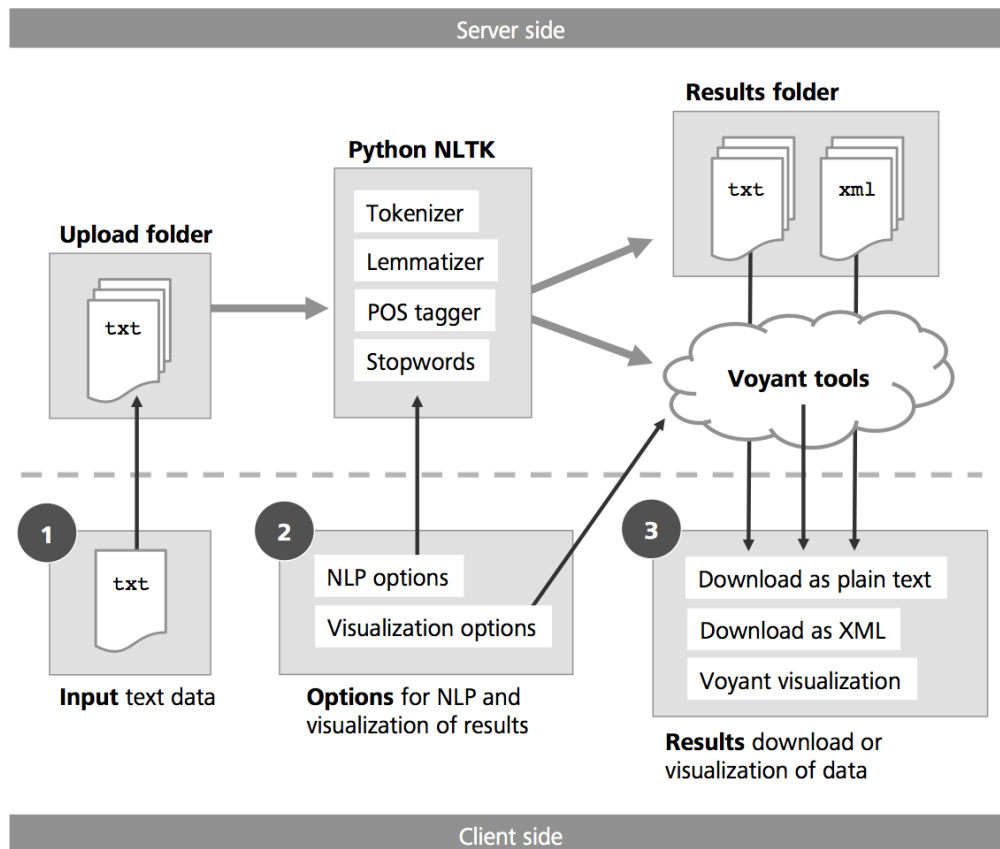 Server side
Results folder
txt
xml
Python NLTK
Tokenizer
Lemmatizer
POS tagger
Stopwords
Upload folder
txt
Voyant tools
1
txt
Input text data
2
NLP options
Visualization options
Options for NLP and
visualization of results
3
Download as plain text
Download as XML
Voyant visualization
Results download or
visualization of data
Client side